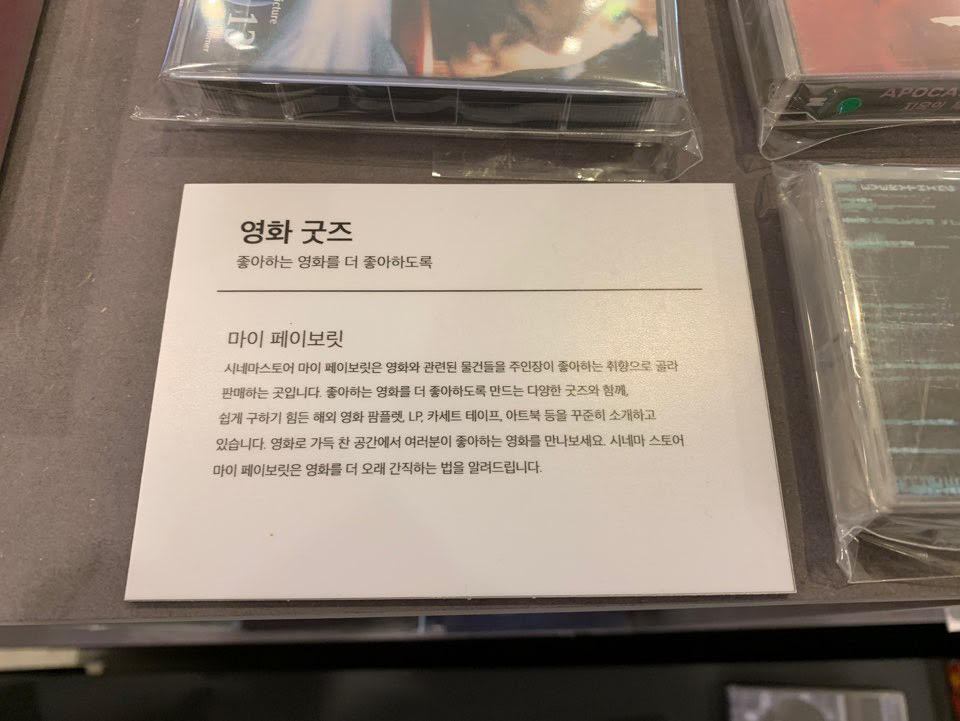 Picture
13
APOCA
영화 굿즈
좋아하는 영화를 더 좋아하도록
마이 페이보릿
시네마스토어 마이 페이보릿은 영화와 관련된 물건들을 주인장이 좋아하는 취향으로 골라
판매하는 곳입니다. 좋아하는 영화를 더 좋아하도록 만드는 다양한 굿즈와 함께,
쉽게 구하기 힘든 해외 영화 팜플렛, LP, 카세트 테이프, 아트북 등을 꾸준히 소개하고
있습니다. 영화로 가득 찬 공간에서 여러분이 좋아하는 영화를 만나보세요. 시네마 스토어
마이 페이보릿은 영화를 더 오래 간직하는 법을 알려드립니다.